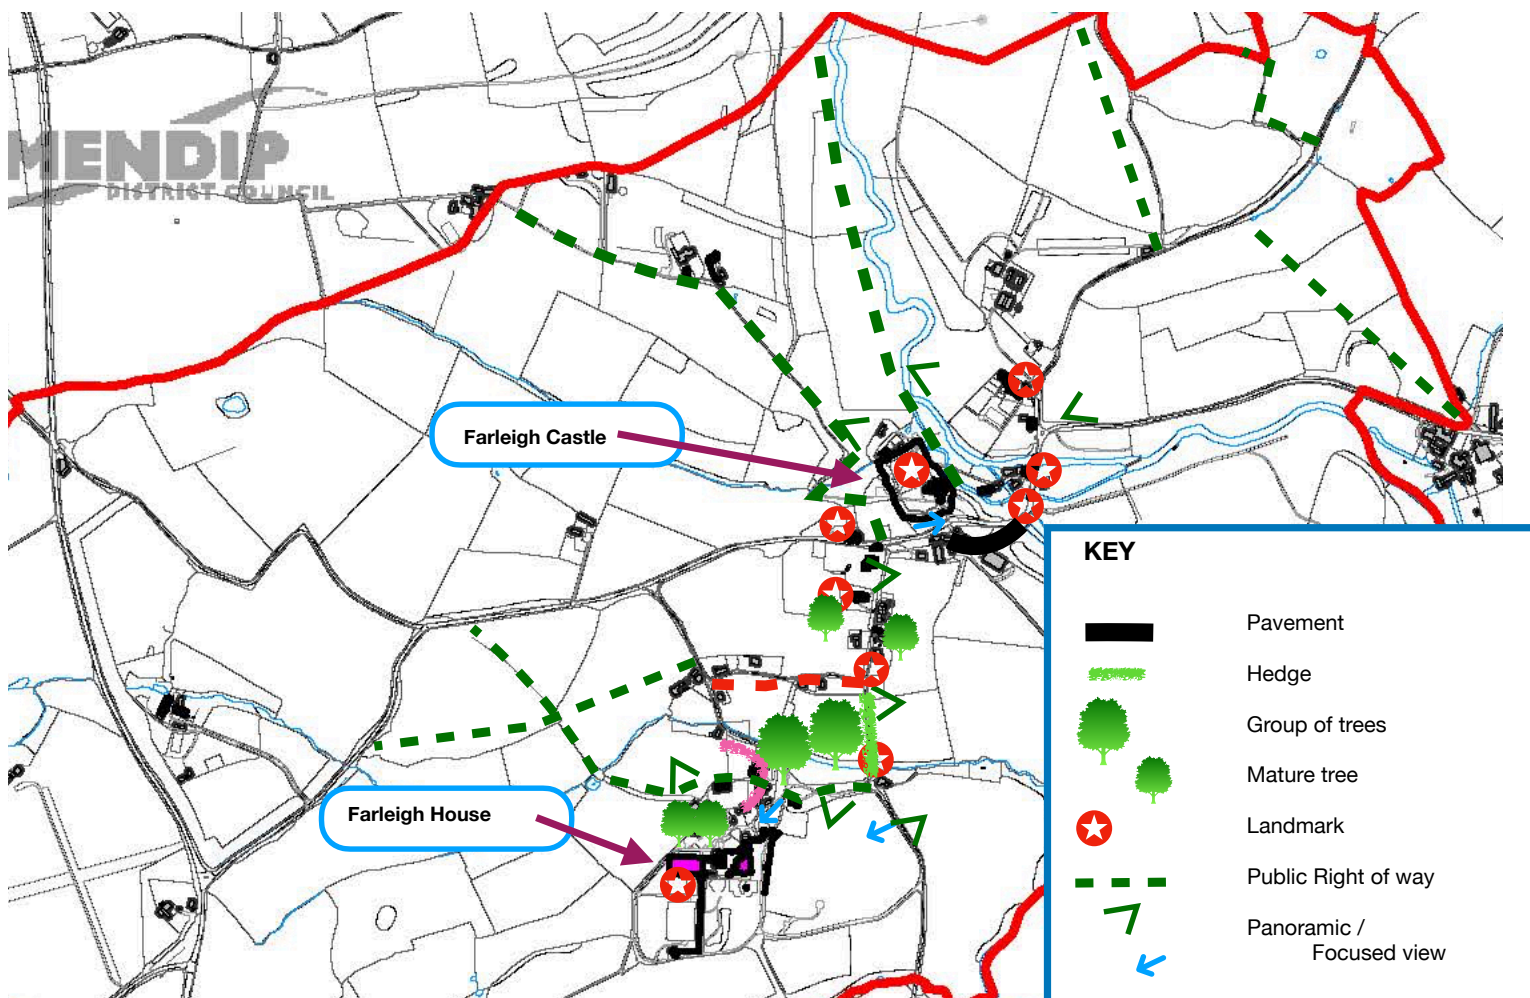 MENDIP
DISTRICT COUNCIL
Farleigh Castle
Farleigh House
KEY
Pavement
Hedge
Group of trees
Mature tree
Landmark
Public Right of way
Panoramic /
Focused view